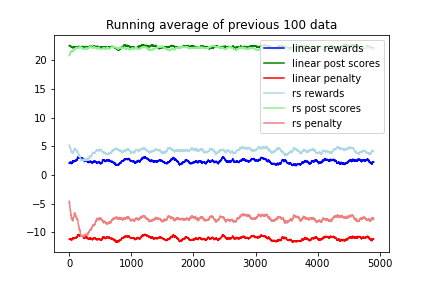 Running average of previous 100 data
linear rewards
linear post scores
linear penalty
rs rewards
rs post scores
rs penalty
20
15
10
5
0
−5
−10
0
1000
2000
3000
4000
5000